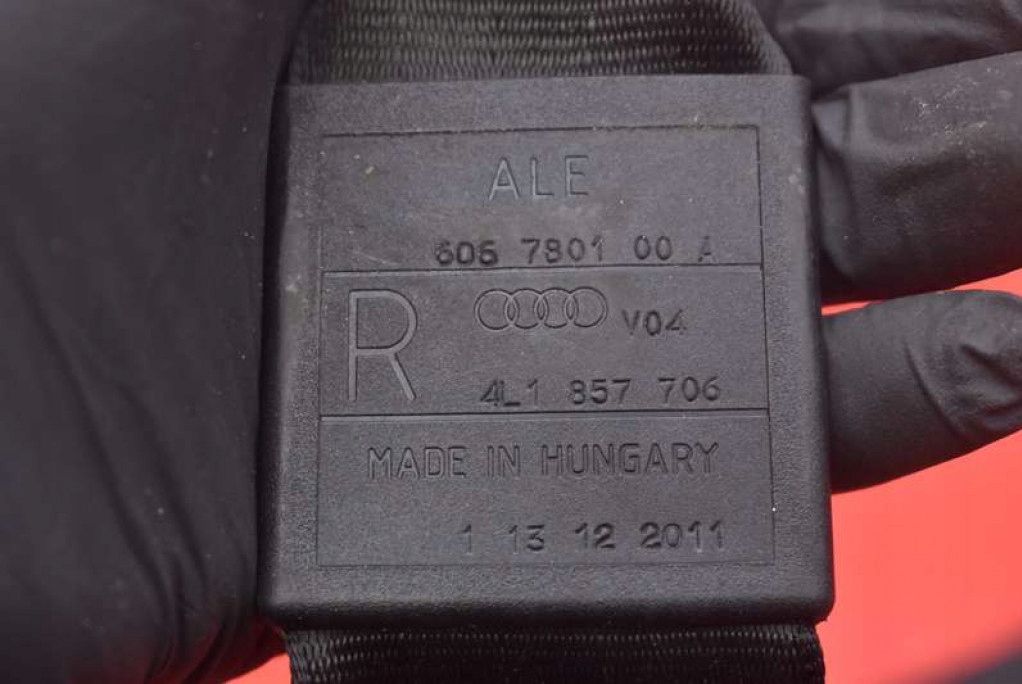 ALE
606 7801 00 A
R
V04
4L1 857 706
MADE IN HUNGARY
1 13 12 2011